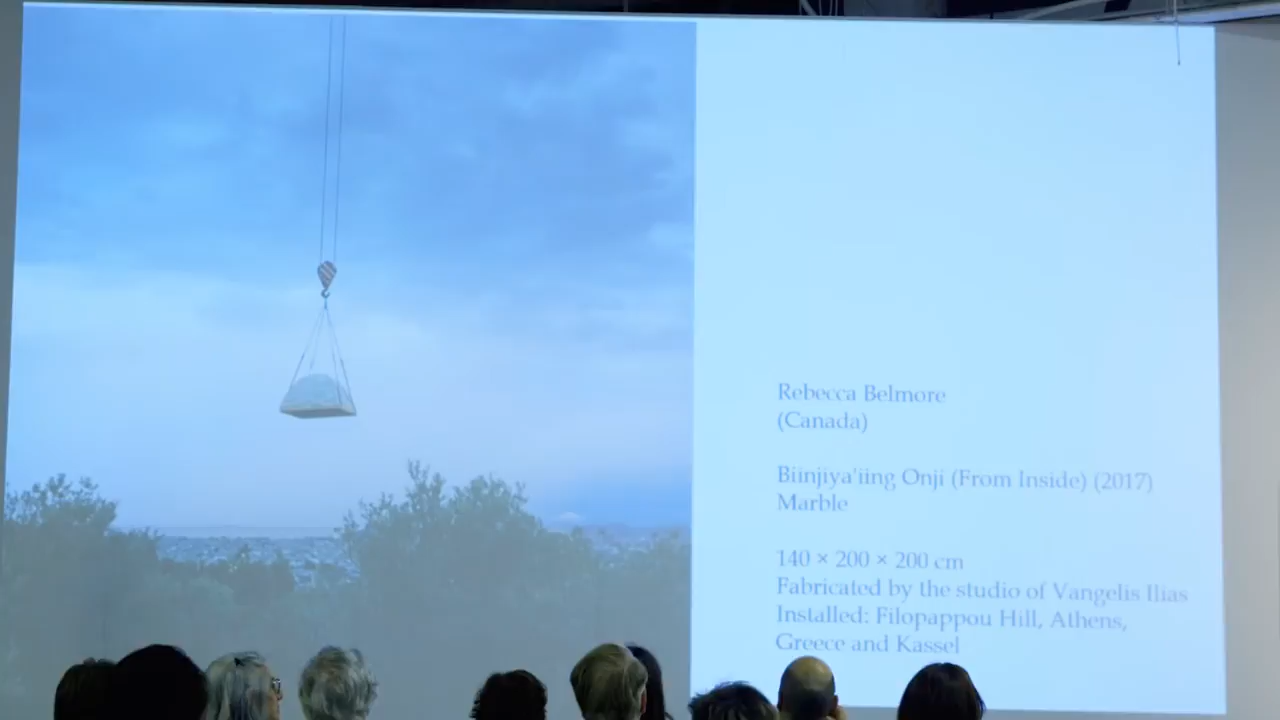 Rebecca Belmore
(Canada)
Biinjiya'iing Onji (From Inside) (2017)
Marble
140 × 200 × 200 cm
Fabricated by the studio of Vangelis Ilias
Installed: Filopappou Hill, Athens,
Greece and Kassel